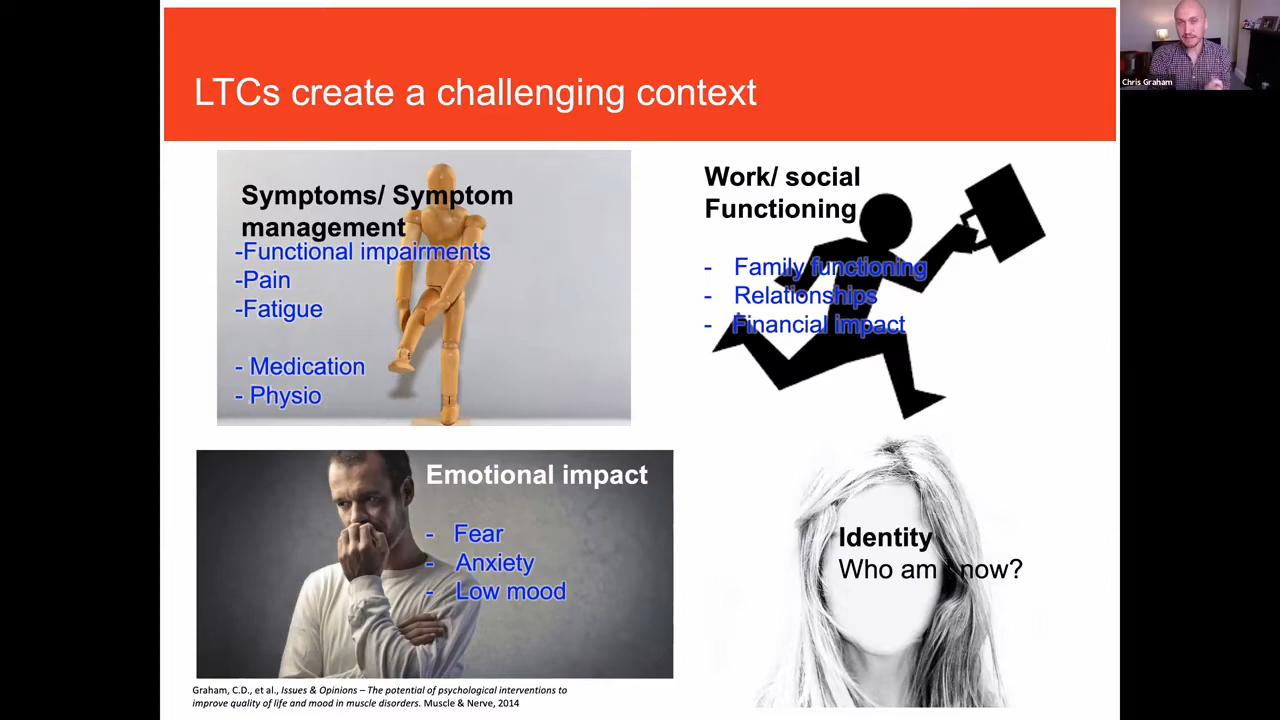 LTCs create a challenging context
Chris Graham
Symptoms/ Symptom
management
-Functional impairments
-Pain
-Fatigue
- Medication
- Physio
Work/ social
Functioning
- Family functioning
- Relationships
- Financial impact
Emotional impact
- Fear
- Anxiety
- Low mood
Identity
Who am I now?
Graham, C.D., et al., Issues & Opinions – The potential of psychological interventions to
improve quality of life and mood in muscle disorders. Muscle & Nerve, 2014